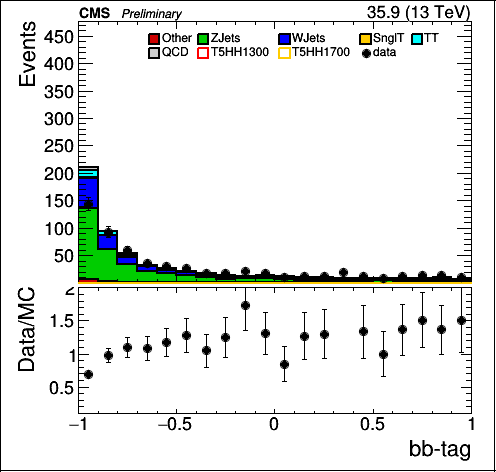 CMS Preliminary 35.9 (13 TeV)
Other ZJets WJets SnglT TT
QCD T5HH1300 T5HH1700 data
Events
450
400
350
300
250
200
150
100
50
Data/MC
2
1.5
1
0.5
−1 −0.5 0 0.5 1
bb-tag